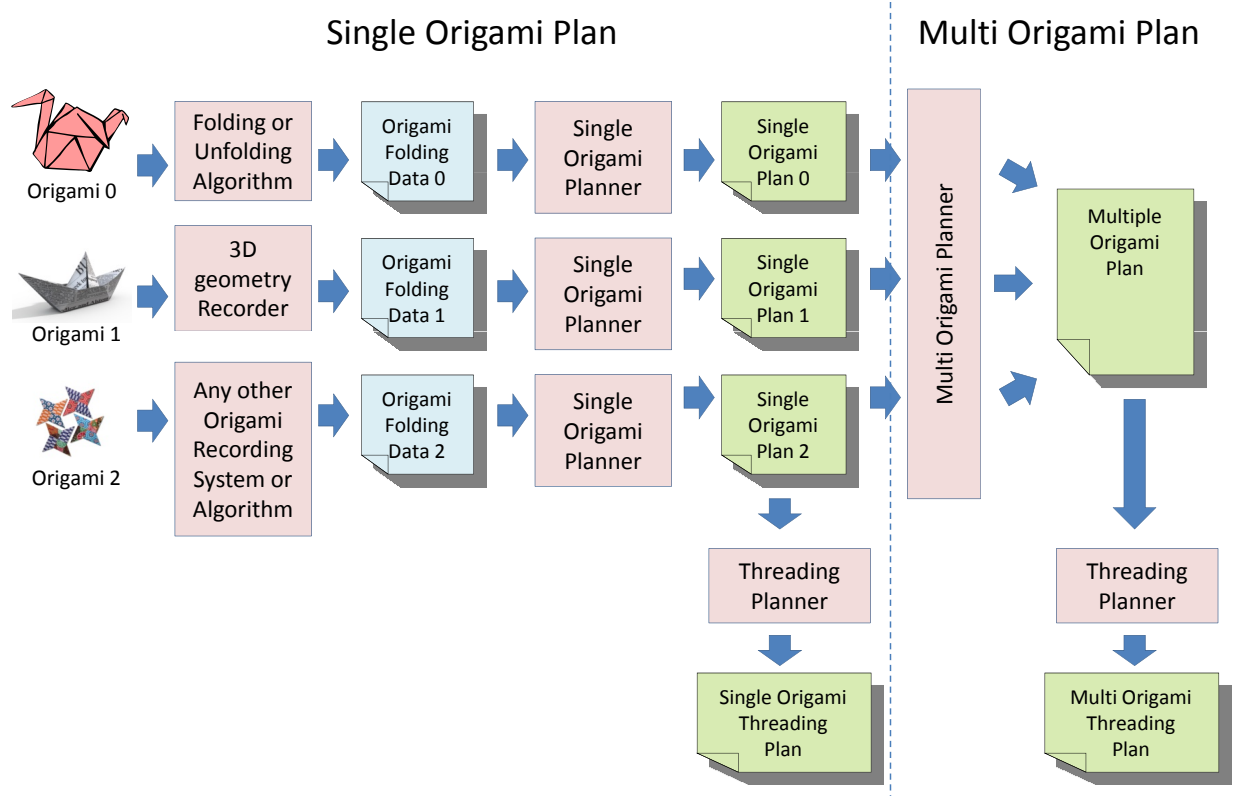 Single Origami Plan
Multi Origami Plan
Origami 0
Folding or
Unfolding
Algorithm
Origami
Folding
Data 0
Single
Origami
Planner
Single
Origami
Plan 0
Origami 1
3D
geometry
Recorder
Origami
Folding
Data 1
Single
Origami
Planner
Single
Origami
Plan 1
Origami 2
Any other
Origami
Recording
System or
Algorithm
Origami
Folding
Data 2
Single
Origami
Planner
Single
Origami
Plan 2
Multi Origami Planner
Multiple
Origami
Plan
Threading
Planner
Single Origami
Threading
Plan
Threading
Planner
Multi Origami
Threading
Plan